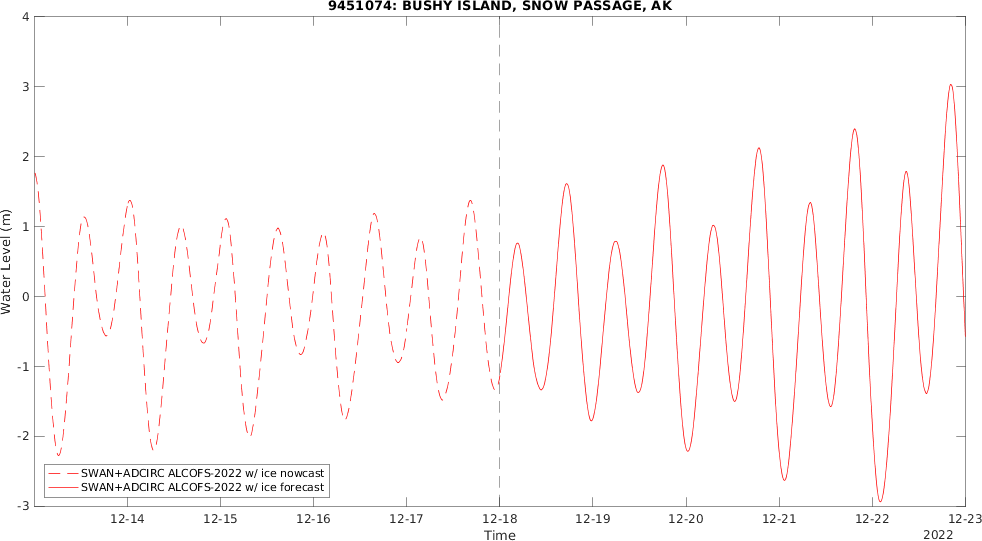 9451074: BUSHY ISLAND, SNOW PASSAGE, AK
4
3
2
1
0
-1
-2
-3
Water Level (m)
SWAN+ADCIRC ALCOFS-2022 w/ ice nowcast
SWAN+ADCIRC ALCOFS-2022 w/ ice forecast
12-14 12-15 12-16 12-17 12-18 12-19 12-20 12-21 12-22 12-23
Time
2022